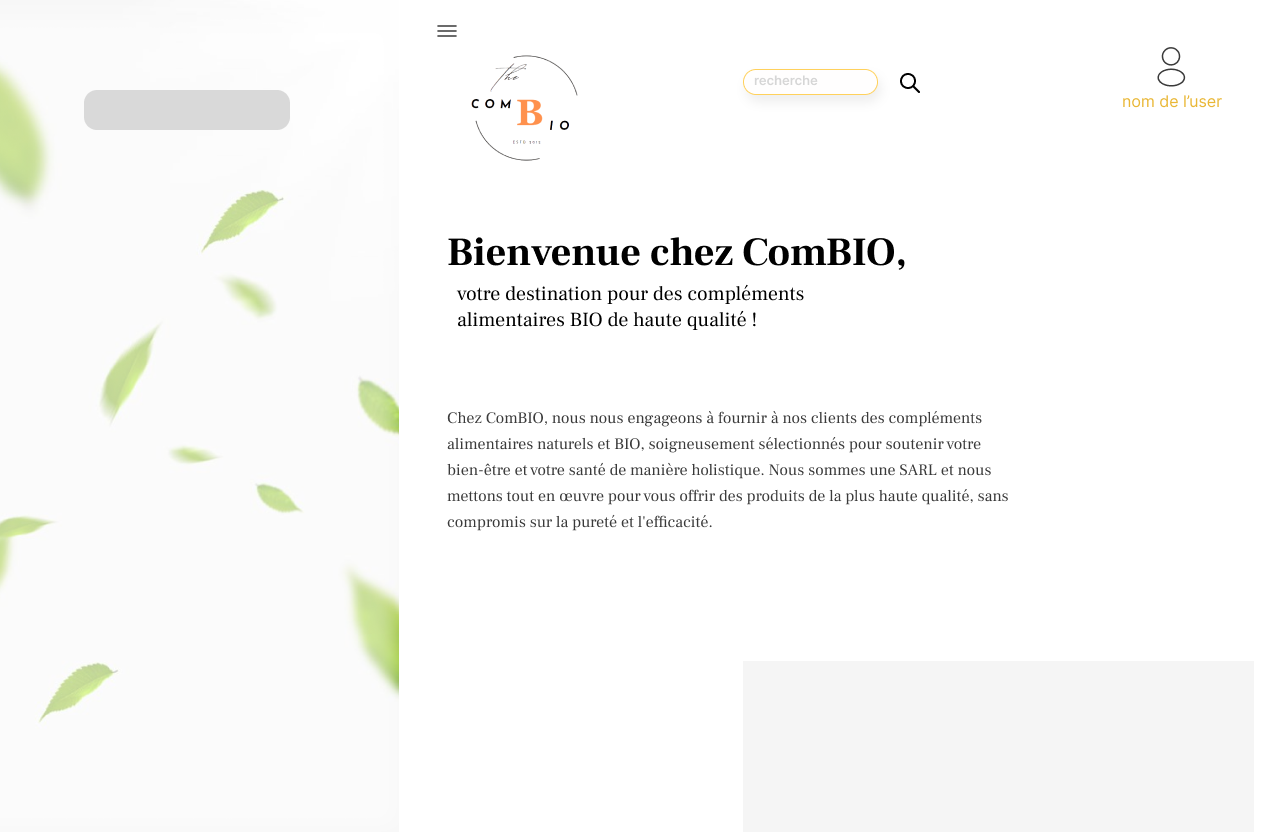 the
COM
B
IO
recherche
nom de l'user
Bienvenue chez ComBIO,
votre destination pour des compléments
alimentaires BIO de haute qualité !
Chez ComBIO, nous nous engageons à fournir à nos clients des compléments
alimentaires naturels et BIO, soigneusement sélectionnés pour soutenir votre
bien-être et votre santé de manière holistique. Nous sommes une SARL et nous
mettons tout en œuvre pour vous offrir des produits de la plus haute qualité, sans
compromis sur la pureté et l'efficacité.